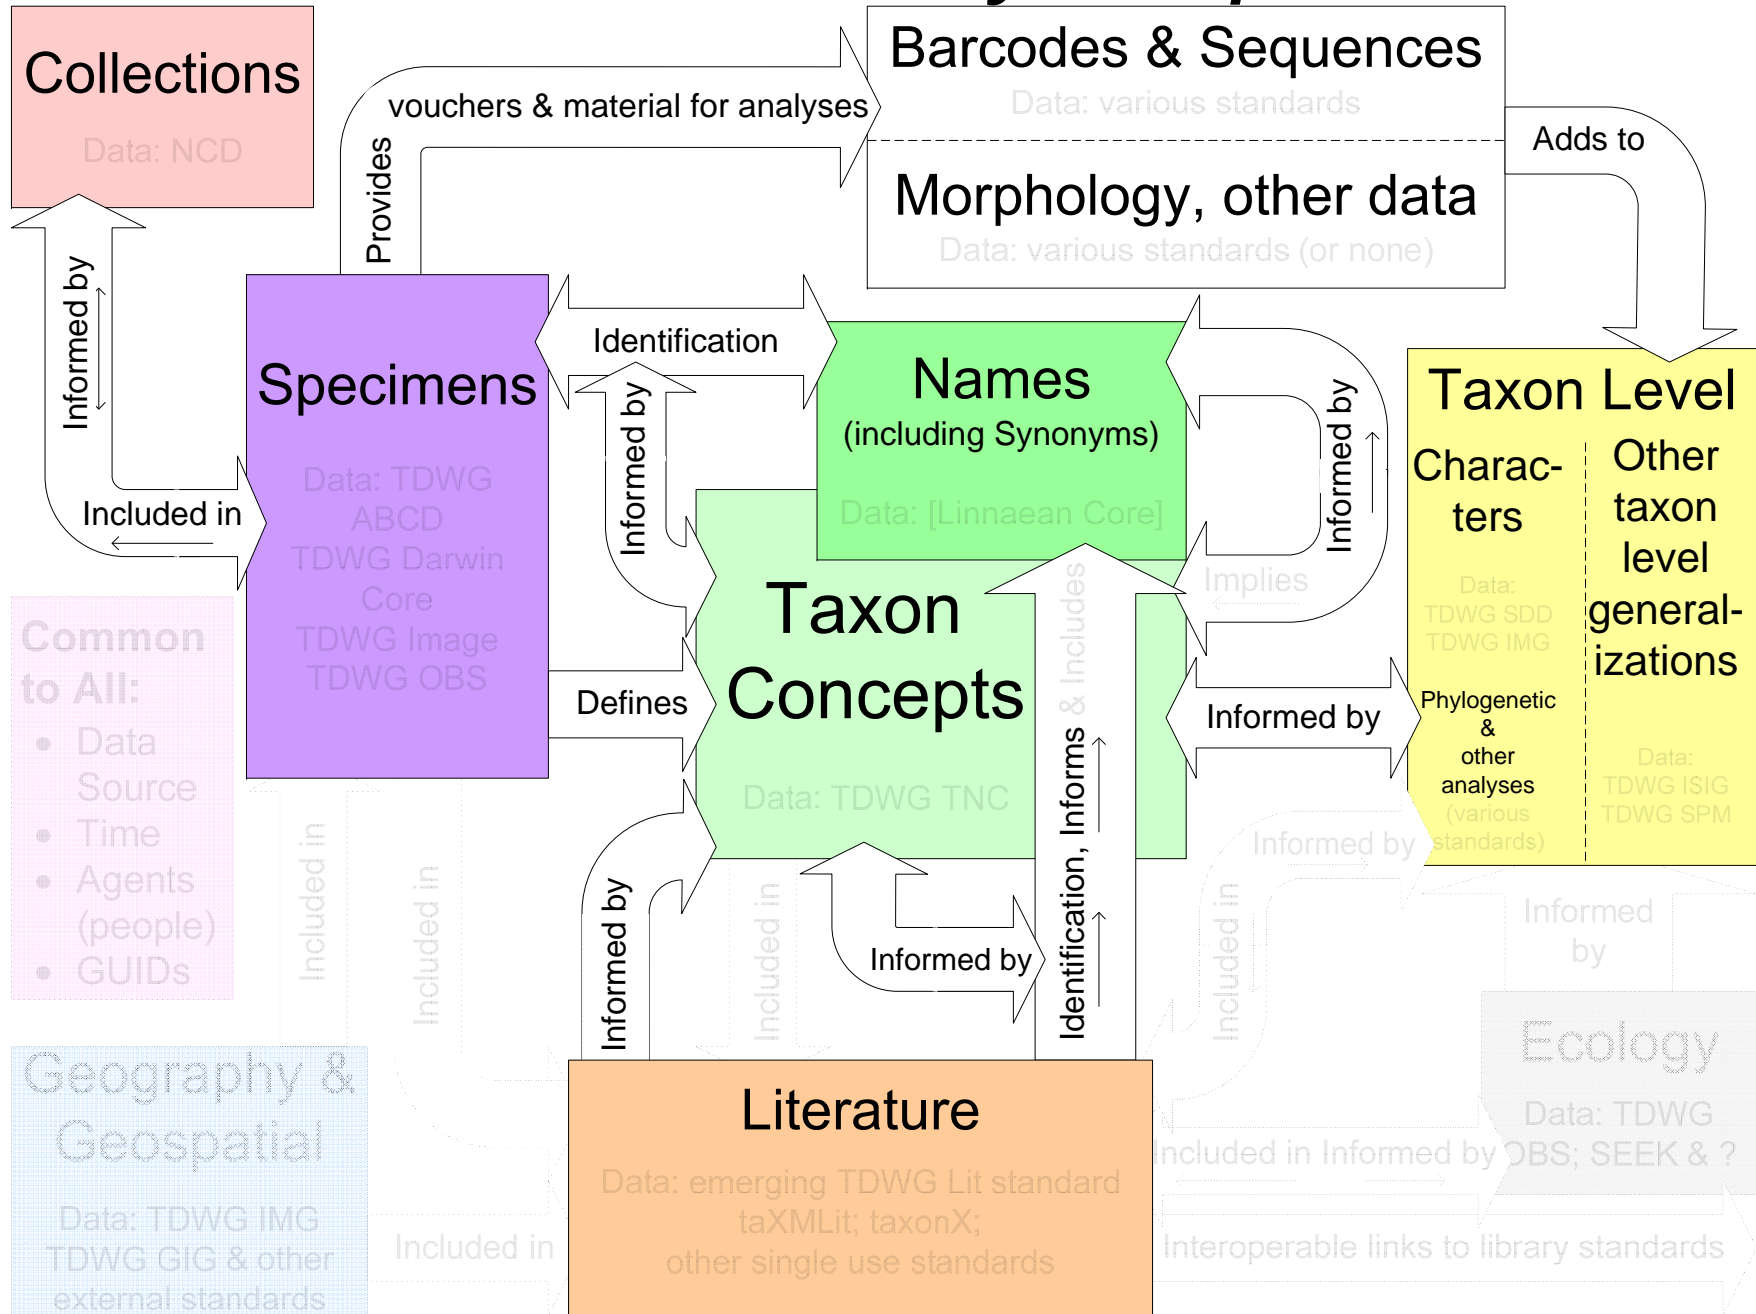 Collections
Data: NCD
Barcodes & Sequences
Data: various standards
Morphology, other data
Data: various standards (or none)
vouchers & material for analyses
Provides
Adds to
Informed by
Included in
Specimens
Data: TDWG
ABCD
TDWG Darwin
Core
TDWG Image
TDWG OBS
Identification
Informed by
Names
(including Synonyms)
Data: [Linnaean Core]
Informed by
Implies
Taxon Level
Charac-
ters
Data:
TDWG SDD
TDWG IMG
Phylogenetic
&
other
analyses
(various
standards)
Other
taxon
level
general-
izations
Data:
TDWG ISIG
TDWG SPM
Defines
Taxon
Concepts
Data: TDWG TNC
Informed by
Identification, Informs & Includes
Common
to All:
• Data
Source
• Time
• Agents
(people)
• GUIDs
Included in
Included in
Informed by
Included in
Informed by
Informed by
Included in
Informed
by
Geography &
Geospatial
Data: TDWG IMG
TDWG GIG & other
external standards
Included in
Literature
Data: emerging TDWG Lit standard
taXMLit; taxonX;
other single use standards
Included in Informed by
Interoperable links to library standards
Ecology
Data: TDWG
OBS; SEEK & ?